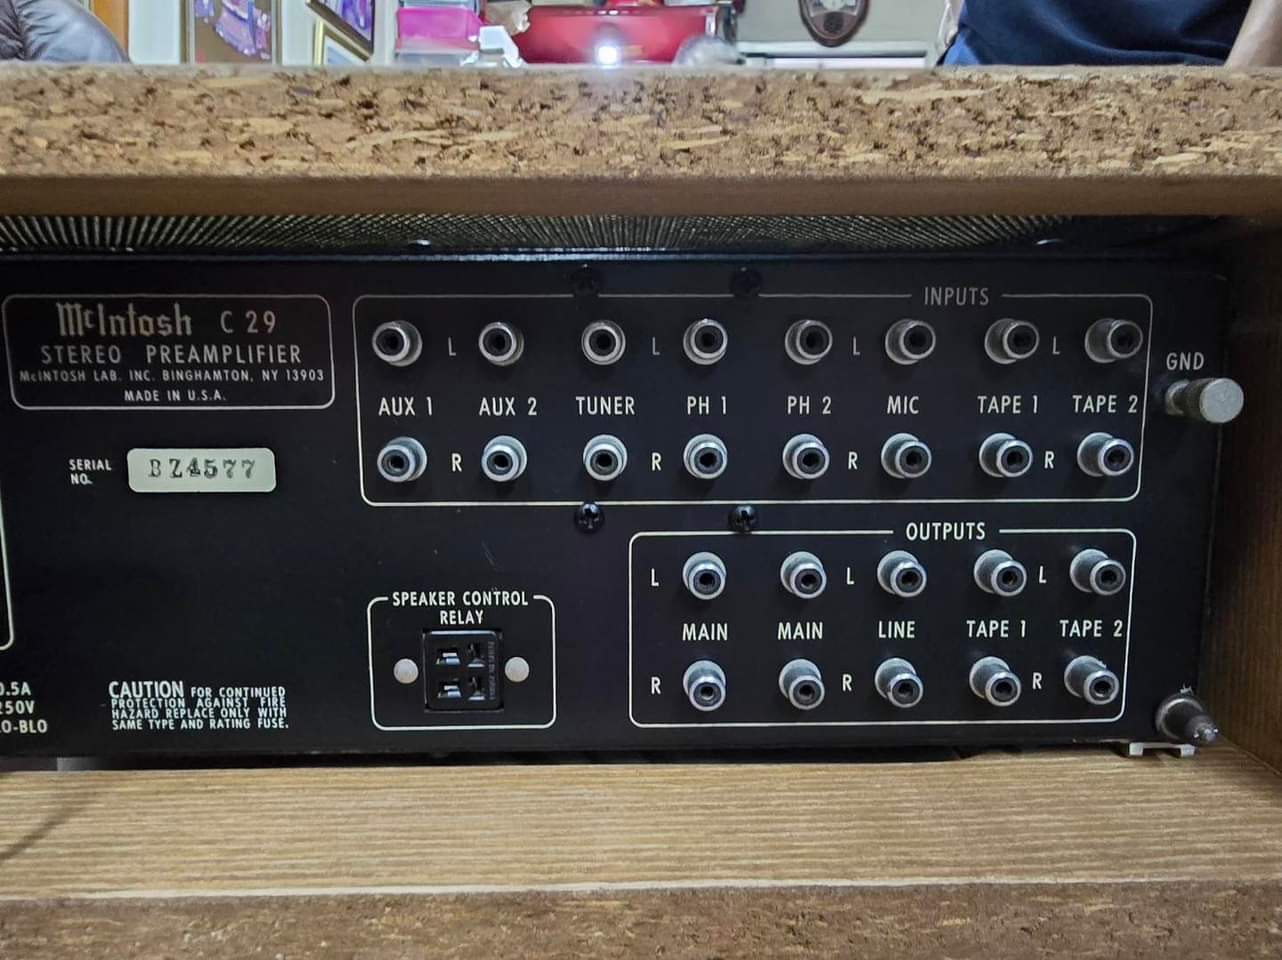 McIntosh C 29
STEREO PREAMPLIFIER
McINTOSH LAB. INC. BINGHAMTON, NY 13903
MADE IN U.S.A.
SERIAL
NO.
BZ4577
INPUTS
L L L L
AUX 1 AUX 2 TUNER PH 1 PH 2 MIC TAPE 1 TAPE 2
R R R R
GND
OUTPUTS
L L L
MAIN MAIN LINE TAPE 1 TAPE 2
R R R
SPEAKER CONTROL
RELAY
0.5A
250V
LO-BLO
CAUTION FOR CONTINUED
PROTECTION AGAINST FIRE
HAZARD REPLACE ONLY WITH
SAME TYPE AND RATING FUSE.